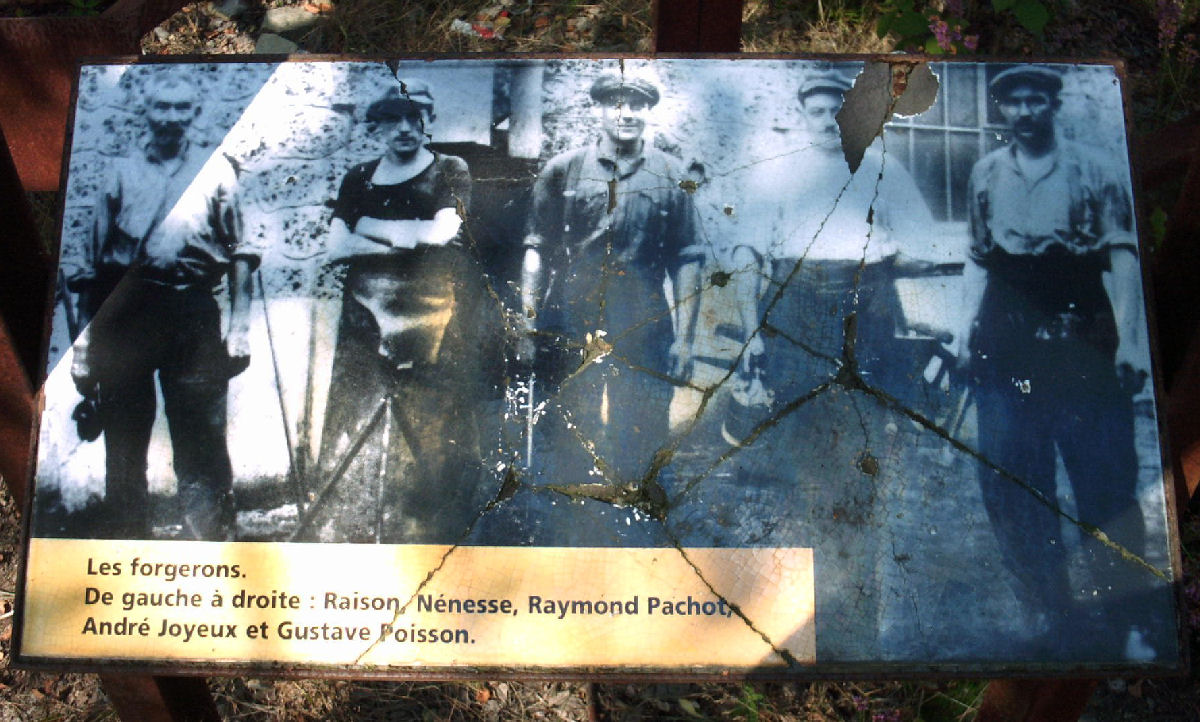 Les forgerons.
De gauche à droite : Raison, Nénesse, Raymond Pachot,
André Joyeux et Gustave Poisson.